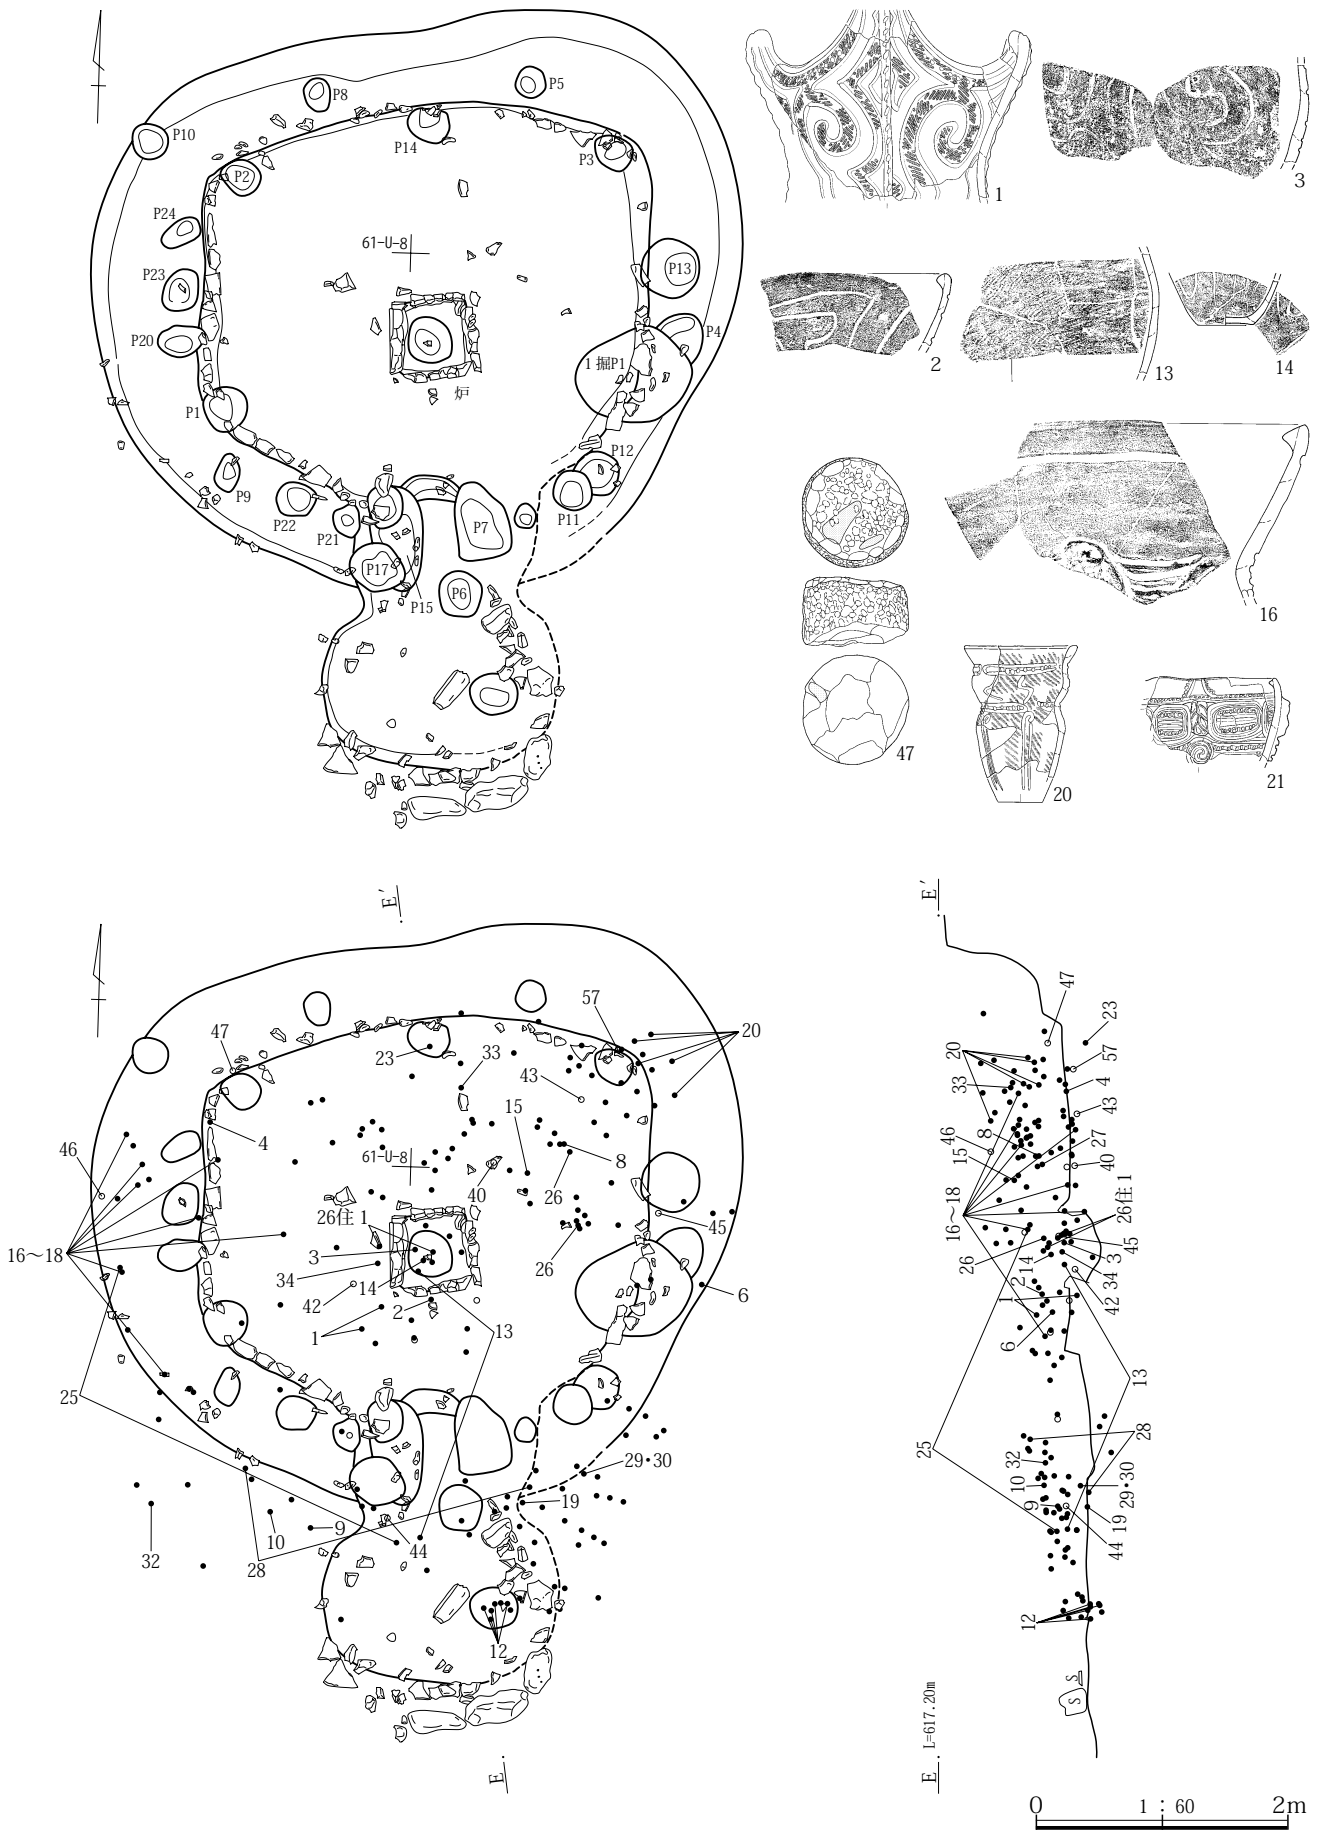 P8
P5
P10
P14
P3
P2
P24
61-U-8
P23
P13
P20
P4
1 掘P1
炉
P1
P12
P9
P22
P21
P7
P11
P17
P6
P15
1
3
2
13
14
16
47
20
21
E′
57
20
47
23
33
43
15
4
46
61-U-8
8
26
40
26住 1
45
16～18
3
34
14
26
42
2
6
1
13
25
29・30
19
9
10
44
32
28
12
E
E′
47
23
20
57
33
4
43
46
8
27
15
40
16～18
26住 1
45
26
14
3
34
2
42
1
6
13
25
28
32
10
29・30
9
19
44
12
S
S
E
L=617.20m
0 1 : 60 2m